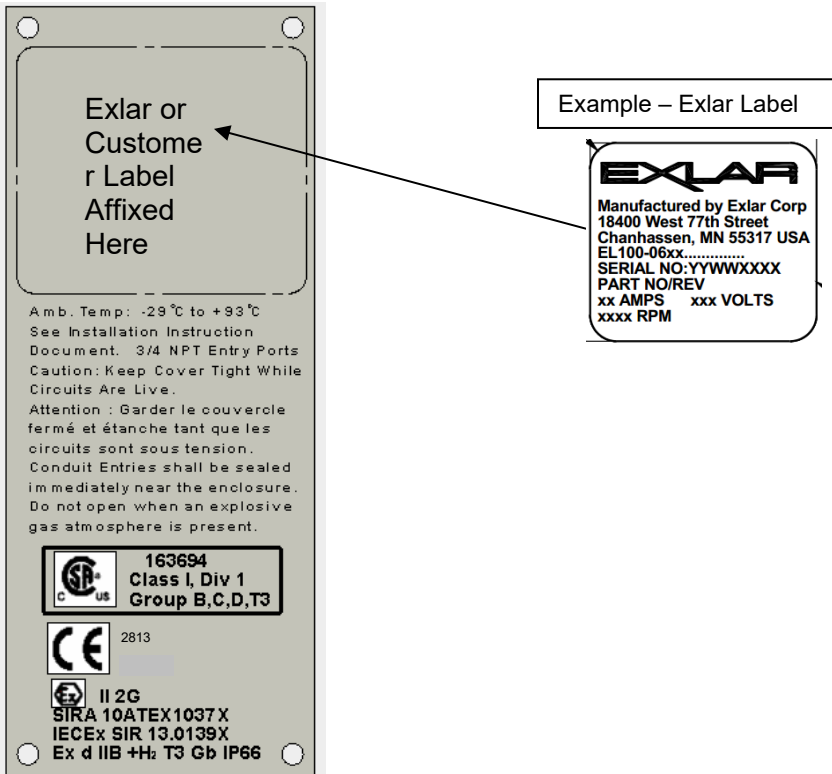 Exlar or
Custome
r Label
Affixed
Here
Amb. Temp: -29°C to +93°C
See Installation Instruction
Document. 3/4 NPT Entry Ports
Caution: Keep Cover Tight While
Circuits Are Live.
Attention : Garder le couvercle
fermé et étanche tant que les
circuits sont sous tension.
Conduit Entries shall be sealed
immediately near the enclosure.
Do not open when an explosive
gas atmosphere is present.
CSA®
C US
163694
Class I, Div 1
Group B,C,D,T3
CE
2813
Ex
II 2G
SIRA 10ATEX1037X
IECEx SIR 13.0139X
Ex d IIB +H₂ T3 Gb IP66
Example – Exlar Label
EXLAR
Manufactured by Exlar Corp
18400 West 77th Street
Chanhassen, MN 55317 USA
EL100-06xx..............
SERIAL NO:YYWWXXXX
PART NO/REV
xx AMPS xxx VOLTS
xxxx RPM